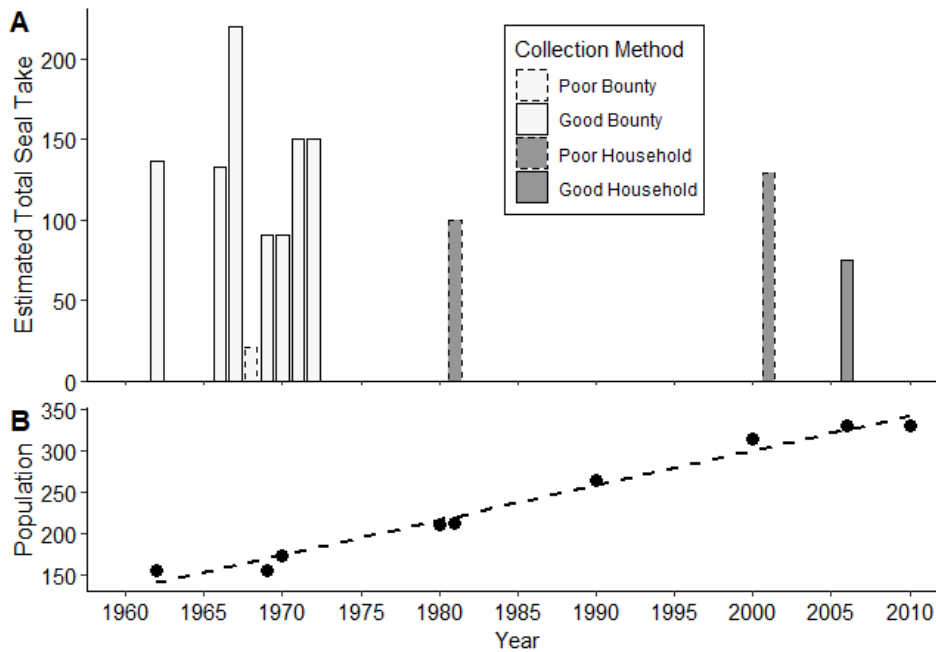 A
Estimated Total Seal Take
200
150
100
50
0
Collection Method
Poor Bounty
Good Bounty
Poor Household
Good Household
B
Population
350
300
250
200
150
1960 1965 1970 1975 1980 1985 1990 1995 2000 2005 2010
Year